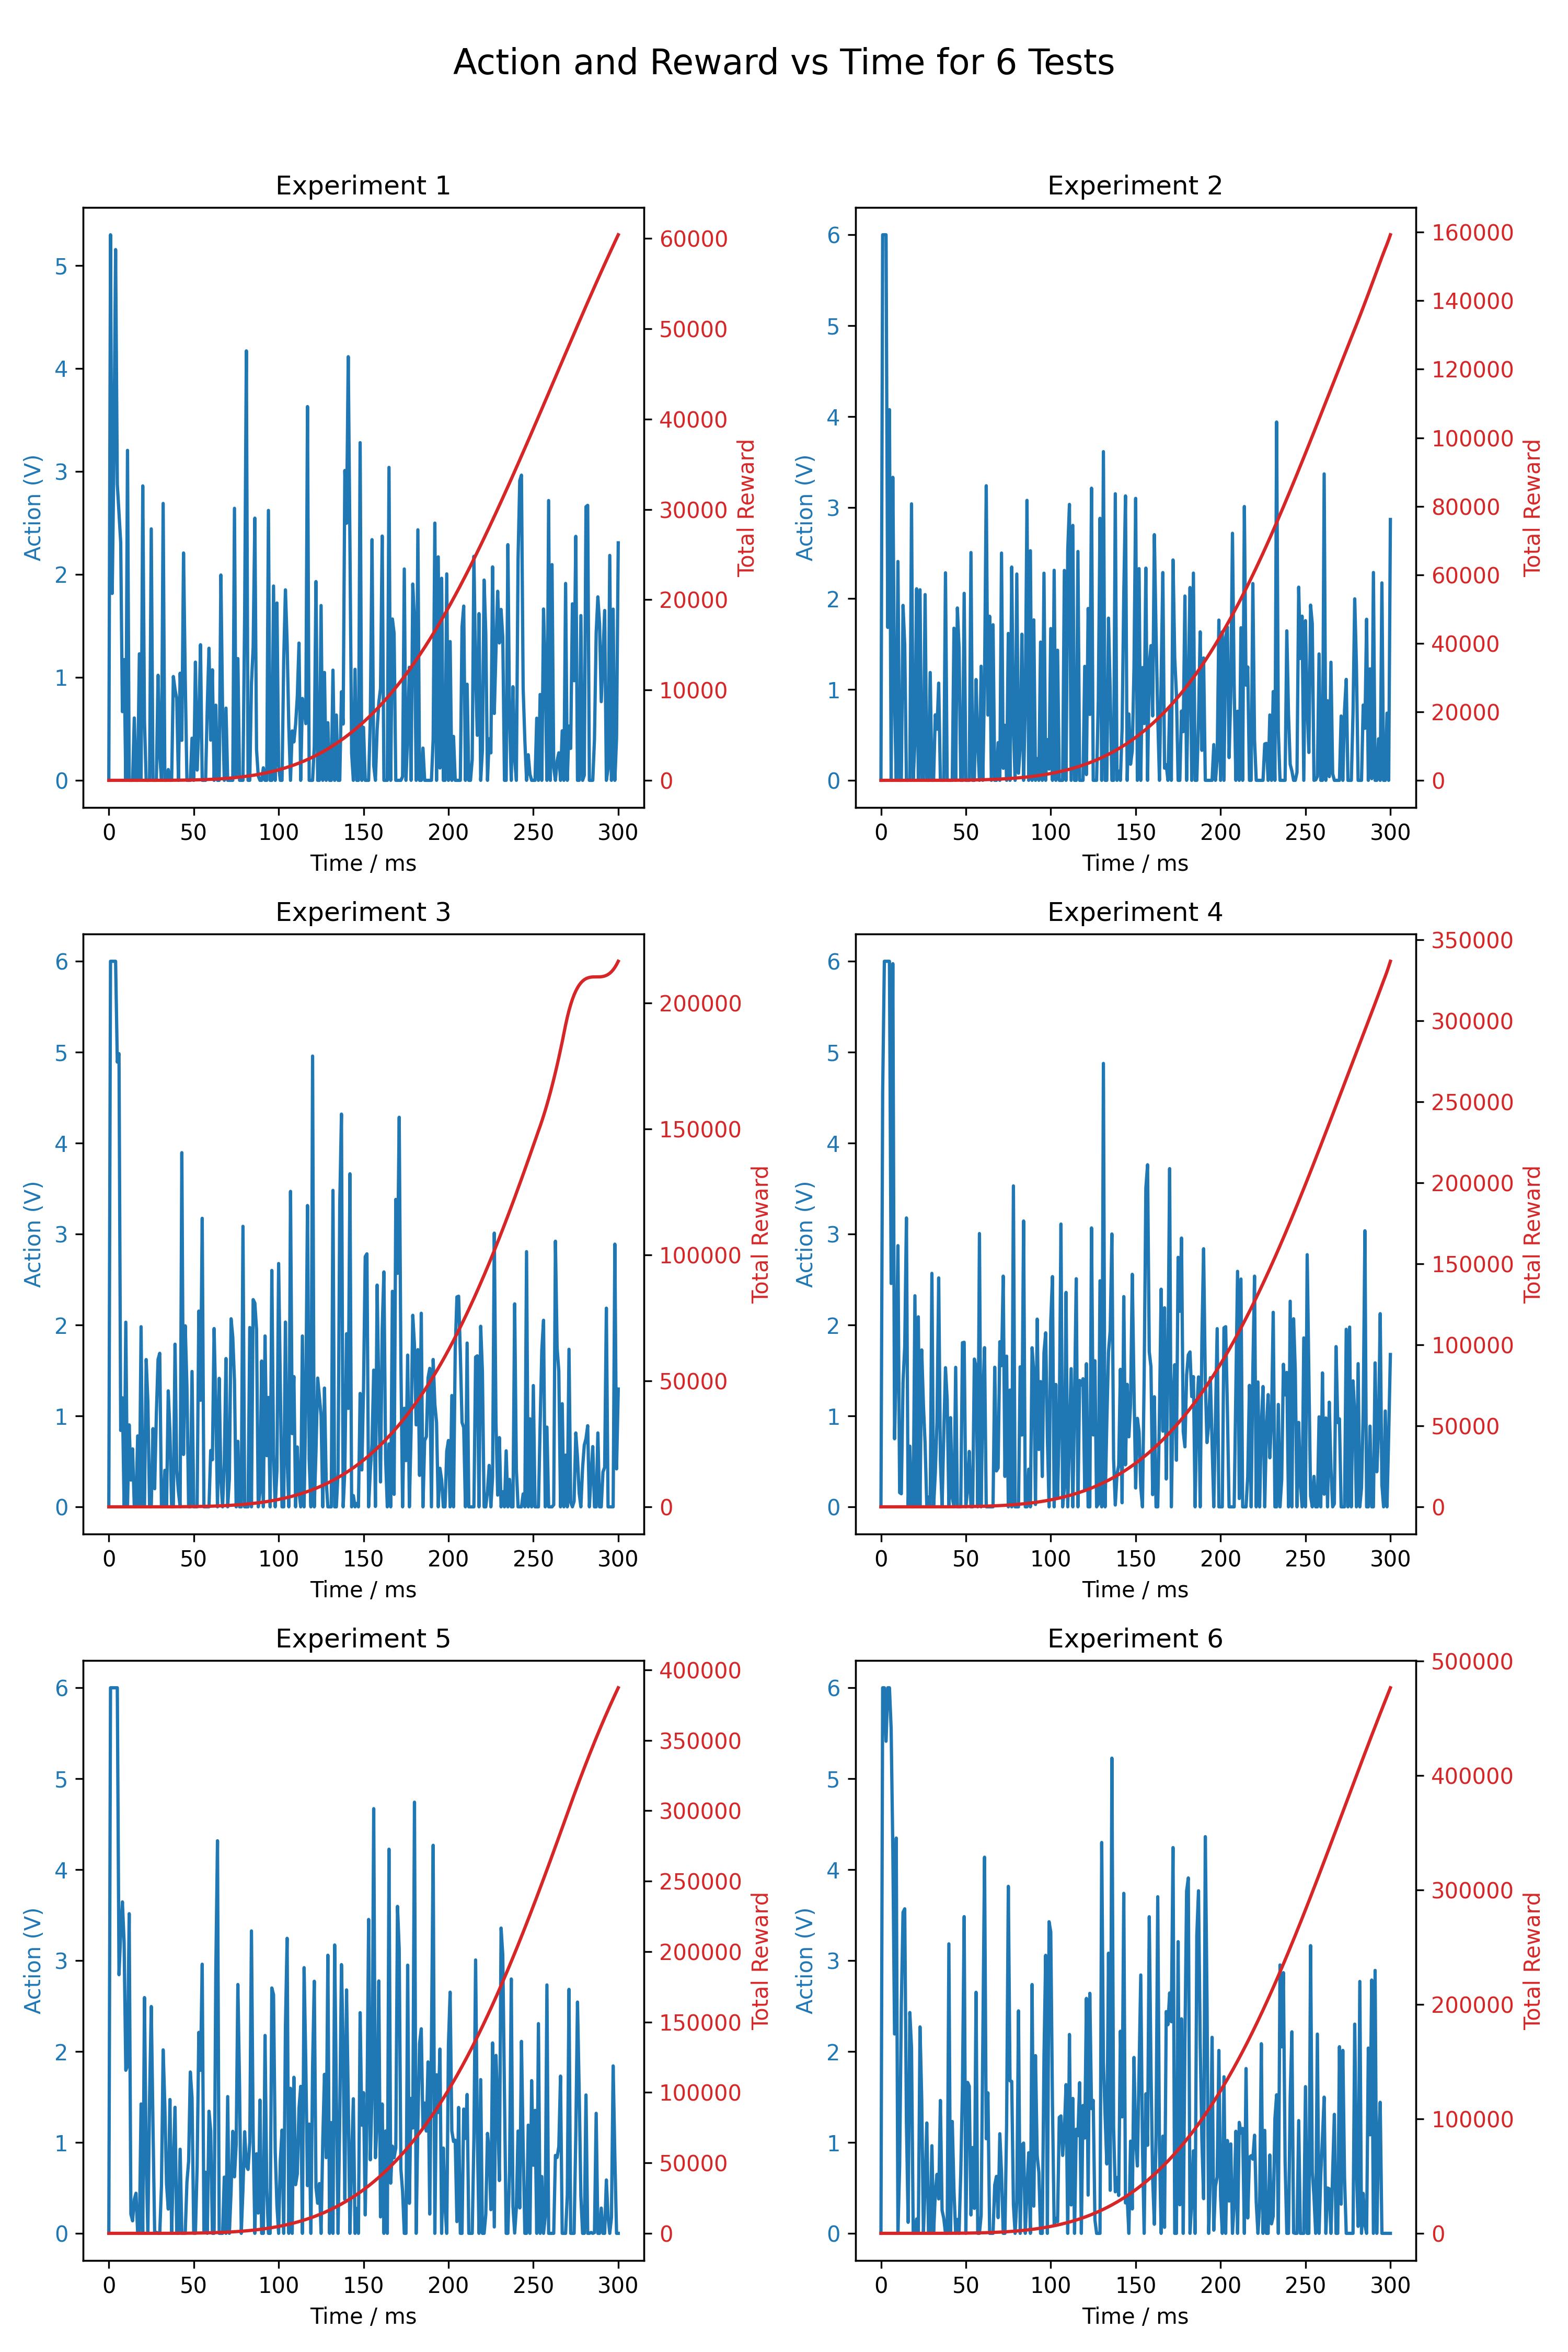 Action and Reward vs Time for 6 Tests
Experiment 1
Action (V)
5
4
3
2
1
0
60000
50000
40000
30000
20000
10000
0
Total Reward
0 50 100 150 200 250 300
Time / ms
Experiment 2
Action (V)
6
5
4
3
2
1
0
160000
140000
120000
100000
80000
60000
40000
20000
0
Total Reward
0 50 100 150 200 250 300
Time / ms
Experiment 3
Action (V)
6
5
4
3
2
1
0
200000
150000
100000
50000
0
Total Reward
0 50 100 150 200 250 300
Time / ms
Experiment 4
Action (V)
6
5
4
3
2
1
0
350000
300000
250000
200000
150000
100000
50000
0
Total Reward
0 50 100 150 200 250 300
Time / ms
Experiment 5
Action (V)
6
5
4
3
2
1
0
400000
350000
300000
250000
200000
150000
100000
50000
0
Total Reward
0 50 100 150 200 250 300
Time / ms
Experiment 6
Action (V)
6
5
4
3
2
1
0
500000
400000
300000
200000
100000
0
Total Reward
0 50 100 150 200 250 300
Time / ms